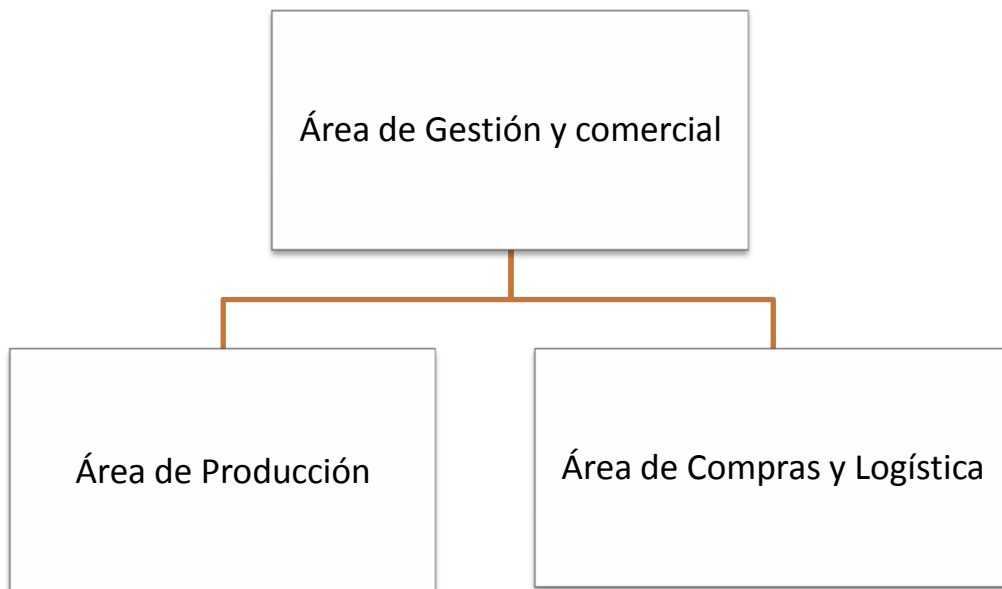 Área de Gestión y comercial
Área de Producción
Área de Compras y Logística